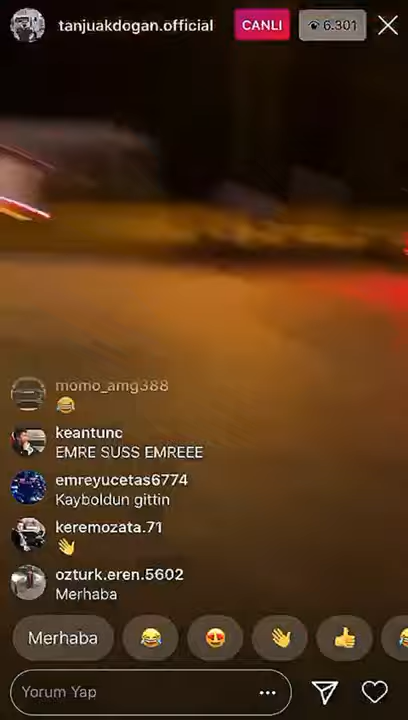 tanjuakdogan.official
CANLI
6.301
momo_amg388
😂
keantunc
EMRE SUSS EMREEE
emreyucetas6774
Kayboldun gittin
keremozata.71
👋
ozturk.eren.5602
Merhaba
Merhaba 😂 😍 👋 👍
Yorum Yap